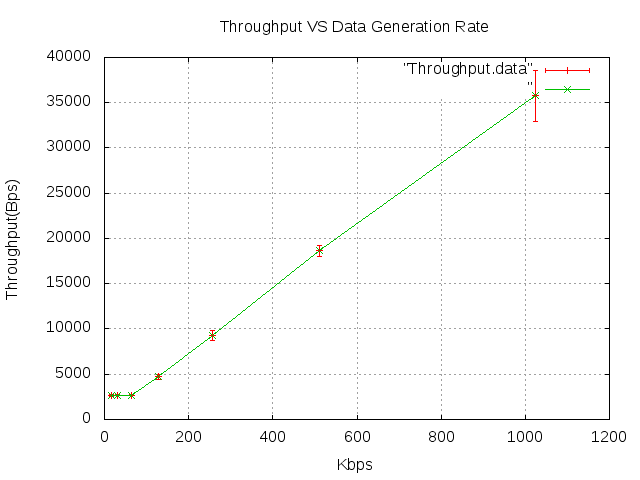 Throughput VS Data Generation Rate
40000
35000
30000
25000
20000
15000
10000
5000
0
Throughput(Bps)
"Throughput.data"
"
0 200 400 600 800 1000 1200
Kbps